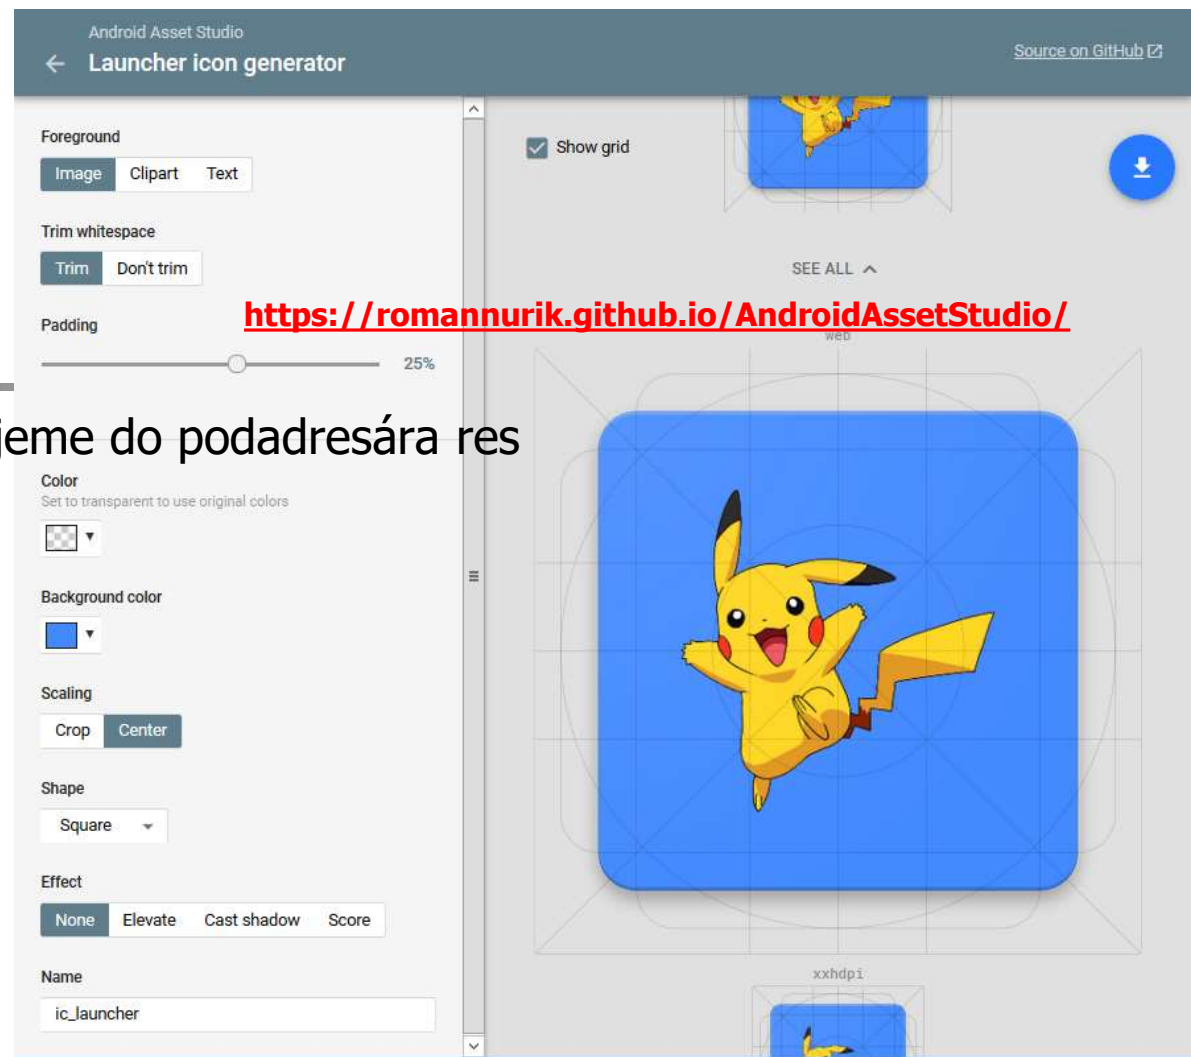 Android Asset Studio
Launcher icon generator
Source on GitHub
Foreground
Image Clipart Text
Trim whitespace
Trim Don't trim
Padding
25%
Show grid
SEE ALL
https://romannurik.github.io/AndroidAssetStudio/
web
jeme do podadresára res
Color
Set to transparent to use original colors
Background color
Scaling
Crop Center
Shape
Square
Effect
None Elevate Cast shadow Score
Name
ic_launcher
xxhdpi